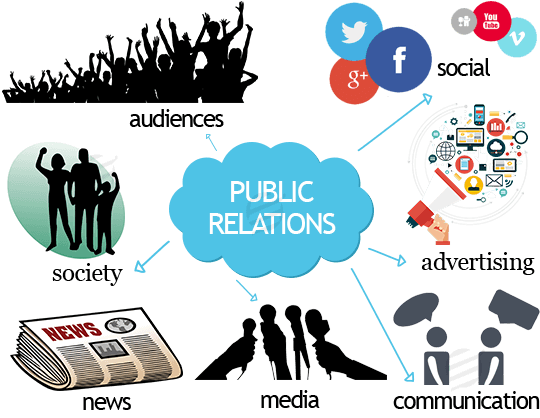 You
Tube
f
g+
v
social
audiences
PUBLIC
RELATIONS
society
advertising
NEWS
news
media
communication